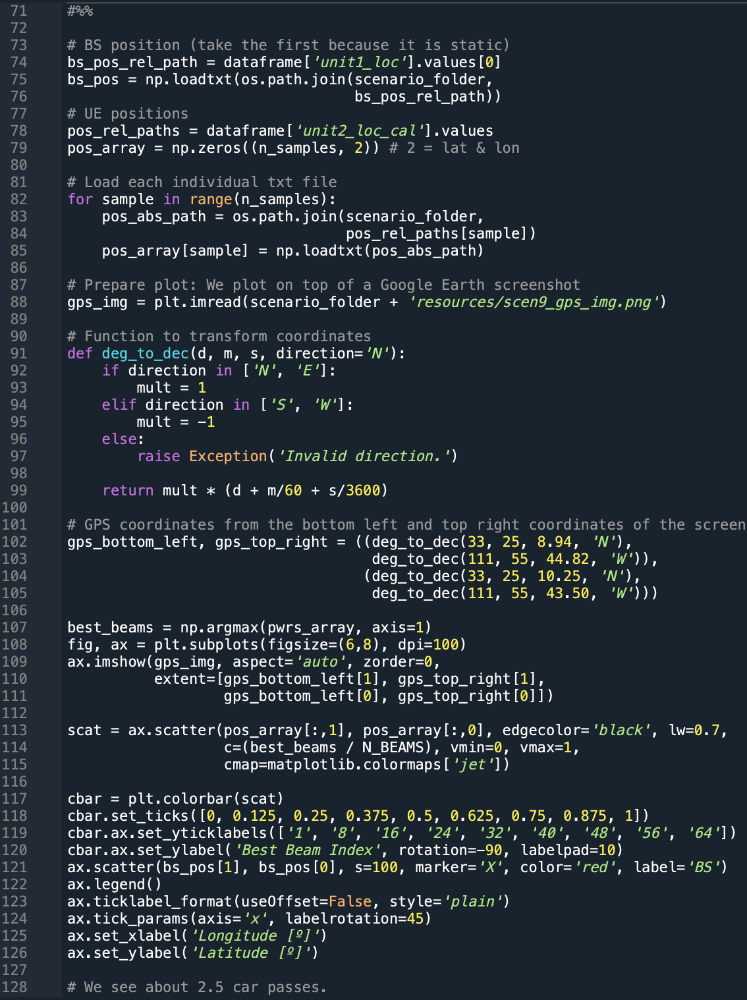 71 #%%
72
73 # BS position (take the first because it is static)
74 bs_pos_rel_path = dataframe['unit1_loc'].values[0]
75 bs_pos = np.loadtxt(os.path.join(scenario_folder,
76                                  bs_pos_rel_path))
77 # UE positions
78 pos_rel_paths = dataframe['unit2_loc_cal'].values
79 pos_array = np.zeros((n_samples, 2)) # 2 = lat & lon
80
81 # Load each individual txt file
82 for sample in range(n_samples):
83     pos_abs_path = os.path.join(scenario_folder,
84                                 pos_rel_paths[sample])
85     pos_array[sample] = np.loadtxt(pos_abs_path)
86
87 # Prepare plot: We plot on top of a Google Earth screenshot
88 gps_img = plt.imread(scenario_folder + 'resources/scen9_gps_img.png')
89
90 # Function to transform coordinates
91 def deg_to_dec(d, m, s, direction='N'):
92     if direction in ['N', 'E']:
93         mult = 1
94     elif direction in ['S', 'W']:
95         mult = -1
96     else:
97         raise Exception('Invalid direction.')
98
99     return mult * (d + m/60 + s/3600)
100
101 # GPS coordinates from the bottom left and top right coordinates of the screen
102 gps_bottom_left, gps_top_right = ((deg_to_dec(33, 25, 8.94, 'N'),
103                                    deg_to_dec(111, 55, 44.82, 'W')),
104                                   (deg_to_dec(33, 25, 10.25, 'N'),
105                                    deg_to_dec(111, 55, 43.50, 'W')))
106
107 best_beams = np.argmax(pwrs_array, axis=1)
108 fig, ax = plt.subplots(figsize=(6,8), dpi=100)
109 ax.imshow(gps_img, aspect='auto', zorder=0,
110           extent=[gps_bottom_left[1], gps_top_right[1],
111                   gps_bottom_left[0], gps_top_right[0]])
112
113 scat = ax.scatter(pos_array[:,1], pos_array[:,0], edgecolor='black', lw=0.7,
114                   c=(best_beams / N_BEAMS), vmin=0, vmax=1,
115                   cmap=matplotlib.colormaps['jet'])
116
117 cbar = plt.colorbar(scat)
118 cbar.set_ticks([0, 0.125, 0.25, 0.375, 0.5, 0.625, 0.75, 0.875, 1])
119 cbar.ax.set_yticklabels(['1', '8', '16', '24', '32', '40', '48', '56', '64'])
120 cbar.ax.set_ylabel('Best Beam Index', rotation=-90, labelpad=10)
121 ax.scatter(bs_pos[1], bs_pos[0], s=100, marker='X', color='red', label='BS')
122 ax.legend()
123 ax.ticklabel_format(useOffset=False, style='plain')
124 ax.tick_params(axis='x', labelrotation=45)
125 ax.set_xlabel('Longitude [º]')
126 ax.set_ylabel('Latitude [º]')
127
128 # We see about 2.5 car passes.